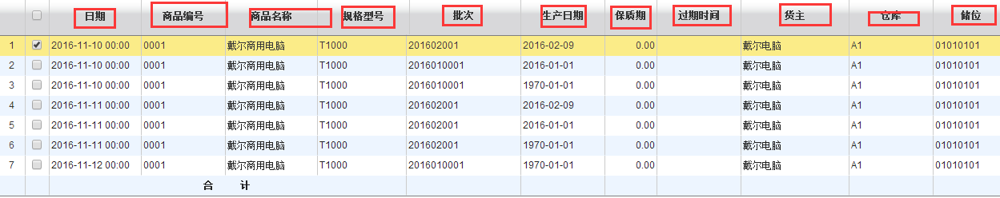 日期 商品编号 商品名称 规格型号 批次 生产日期 保质期 过期时间 货主 仓库 储位
1 2016-11-10 00:00 0001 戴尔商用电脑 T1000 201602001 2016-02-09 0.00 戴尔电脑 A1 01010101
2 2016-11-10 00:00 0001 戴尔商用电脑 T1000 2016010001 2016-01-01 0.00 戴尔电脑 A1 01010101
3 2016-11-10 00:00 0001 戴尔商用电脑 T1000 2016010001 1970-01-01 0.00 戴尔电脑 A1 01010101
4 2016-11-11 00:00 0001 戴尔商用电脑 T1000 201602001 2016-02-09 0.00 戴尔电脑 A1 01010101
5 2016-11-11 00:00 0001 戴尔商用电脑 T1000 201602001 2016-01-01 0.00 戴尔电脑 A1 01010101
6 2016-11-11 00:00 0001 戴尔商用电脑 T1000 201602001 1970-01-01 0.00 戴尔电脑 A1 01010101
7 2016-11-12 00:00 0001 戴尔商用电脑 T1000 2016010001 1970-01-01 0.00 戴尔电脑 A1 01010101
合 计